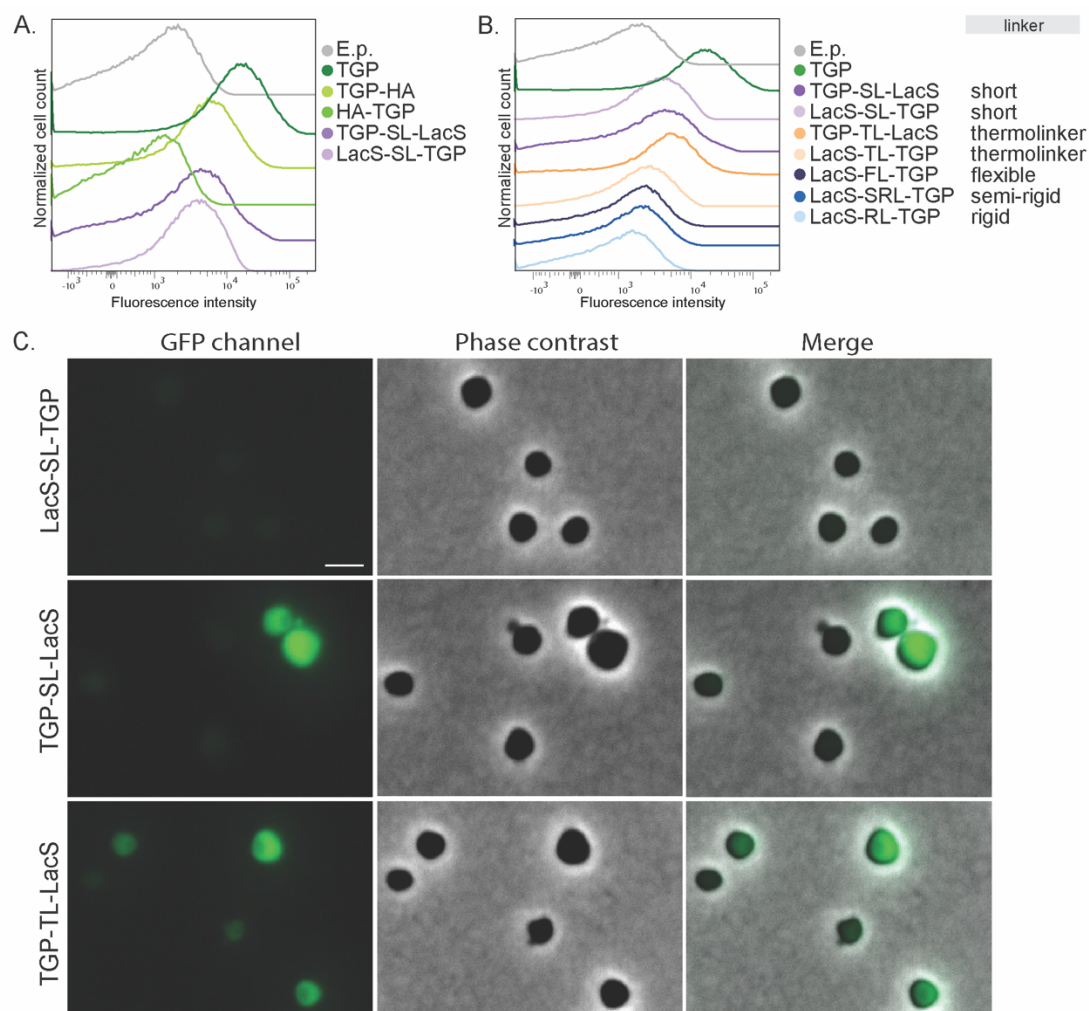 A.
Normalized cell count
-10³ 0 10³ 10⁴ 10⁵
Fluorescence intensity
E.p.
TGP
TGP-HA
HA-TGP
TGP-SL-LacS
LacS-SL-TGP
B.
Normalized cell count
-10³ 0 10³ 10⁴ 10⁵
Fluorescence intensity
linker
E.p.
TGP
TGP-SL-LacS short
LacS-SL-TGP short
TGP-TL-LacS thermolinker
LacS-TL-TGP thermolinker
LacS-FL-TGP flexible
LacS-SRL-TGP semi-rigid
LacS-RL-TGP rigid
C.
GFP channel Phase contrast Merge
LacS-SL-TGP
TGP-SL-LacS
TGP-TL-LacS